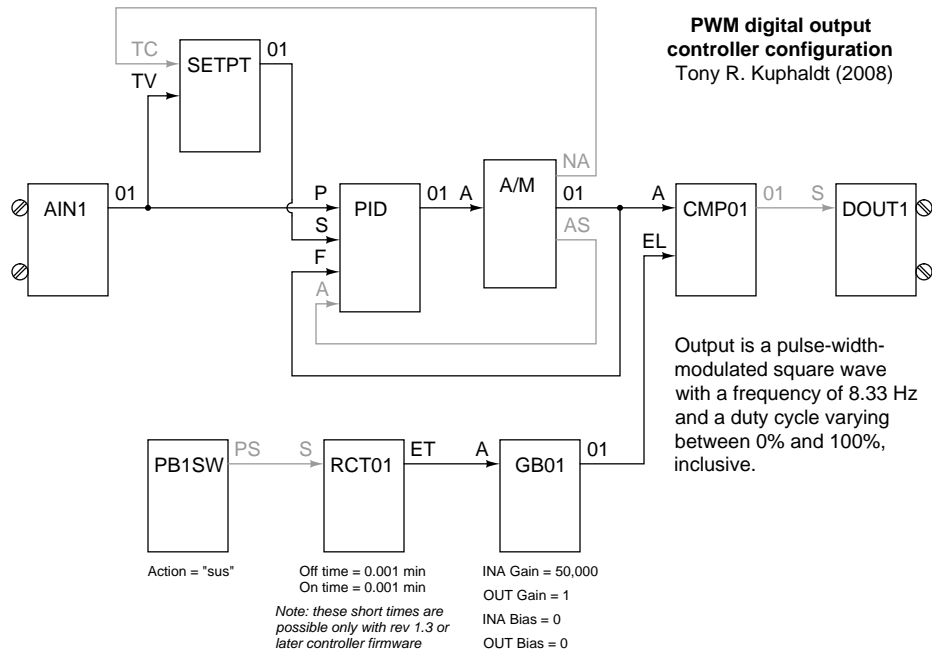 PWM digital output
controller configuration
Tony R. Kuphaldt (2008)
TC
01
SETPT
TV
NA
AIN1
01
P
PID
01
A
A/M
01
A
CMP01
01
S
DOUT1
S
AS
EL
F
A
Output is a pulse-width-
modulated square wave
with a frequency of 8.33 Hz
and a duty cycle varying
between 0% and 100%,
inclusive.
PB1SW
PS
S
RCT01
ET
A
GB01
01
Action = "sus"
Off time = 0.001 min
On time = 0.001 min
Note: these short times are
possible only with rev 1.3 or
later controller firmware
INA Gain = 50,000
OUT Gain = 1
INA Bias = 0
OUT Bias = 0